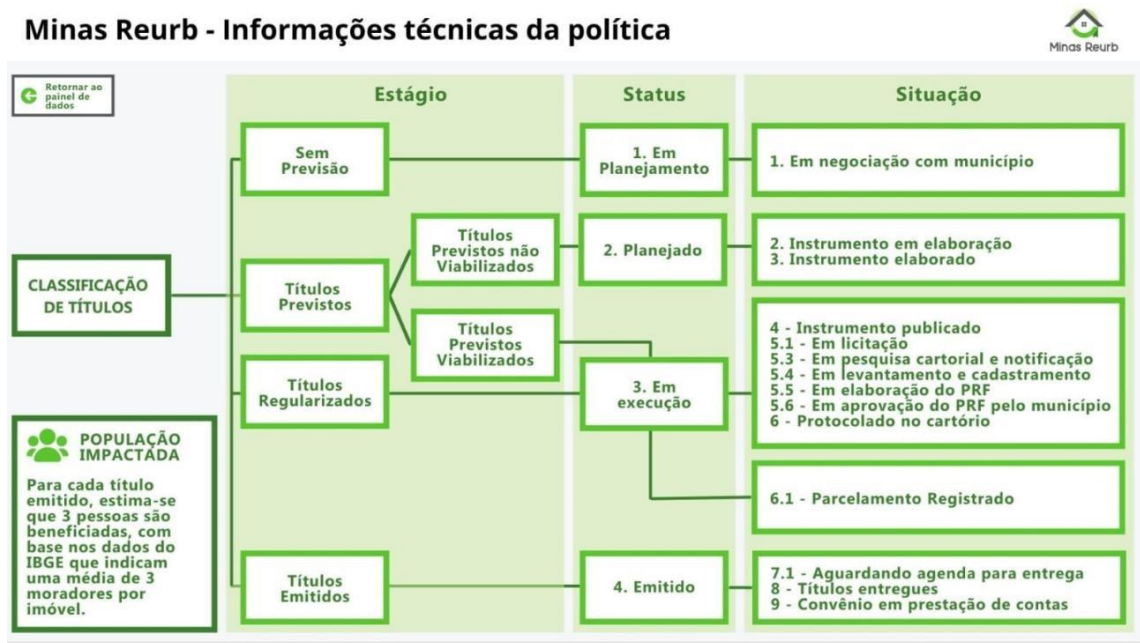 Minas Reurb - Informações técnicas da política
Minas Reurb
Retornar ao
painel de
dados
Estágio
Status
Situação
CLASSIFICAÇÃO
DE TÍTULOS
Sem
Previsão
1. Em
Planejamento
1. Em negociação com município
Títulos
Previstos
Títulos
Previstos não
Viabilizados
2. Planejado
2. Instrumento em elaboração
3. Instrumento elaborado
Títulos
Previstos
Viabilizados
Títulos
Regularizados
3. Em
execução
4 - Instrumento publicado
5.1 - Em licitação
5.3 - Em pesquisa cartorial e notificação
5.4 - Em levantamento e cadastramento
5.5 - Em elaboração do PRF
5.6 - Em aprovação do PRF pelo município
6 - Protocolado no cartório
6.1 - Parcelamento Registrado
Títulos
Emitidos
4. Emitido
7.1 - Aguardando agenda para entrega
8 - Títulos entregues
9 - Convênio em prestação de contas
POPULAÇÃO
IMPACTADA
Para cada título
emitido, estima-se
que 3 pessoas são
beneficiadas, com
base nos dados do
IBGE que indicam
uma média de 3
moradores por
imóvel.